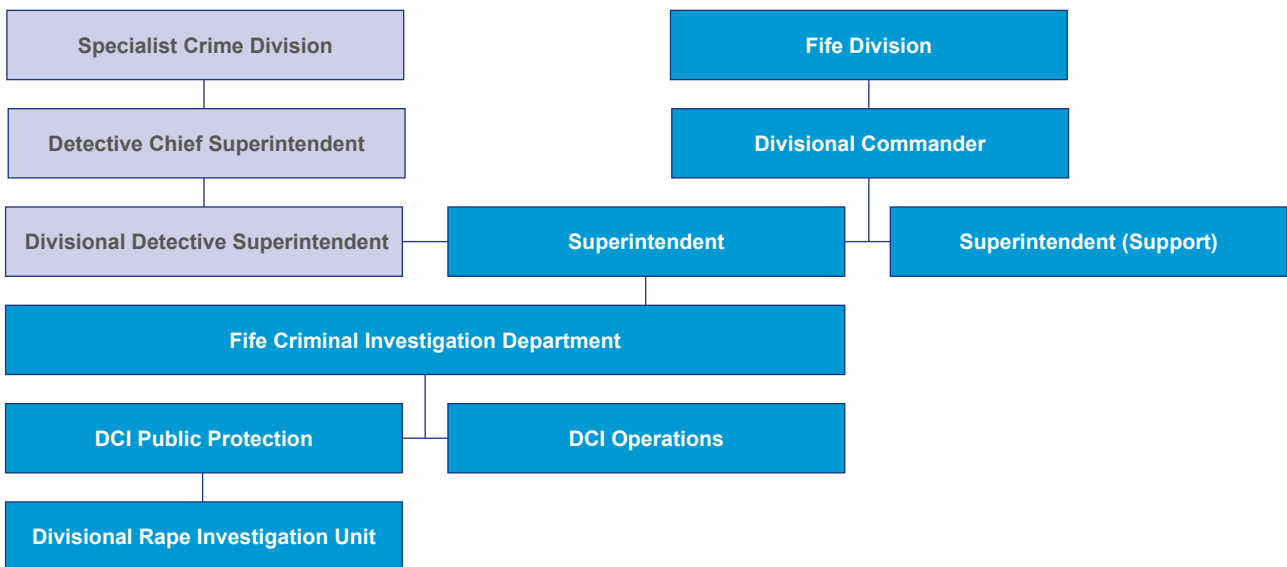 Specialist Crime Division
Fife Division
Detective Chief Superintendent
Divisional Commander
Divisional Detective Superintendent
Superintendent
Superintendent (Support)
Fife Criminal Investigation Department
DCI Public Protection
DCI Operations
Divisional Rape Investigation Unit